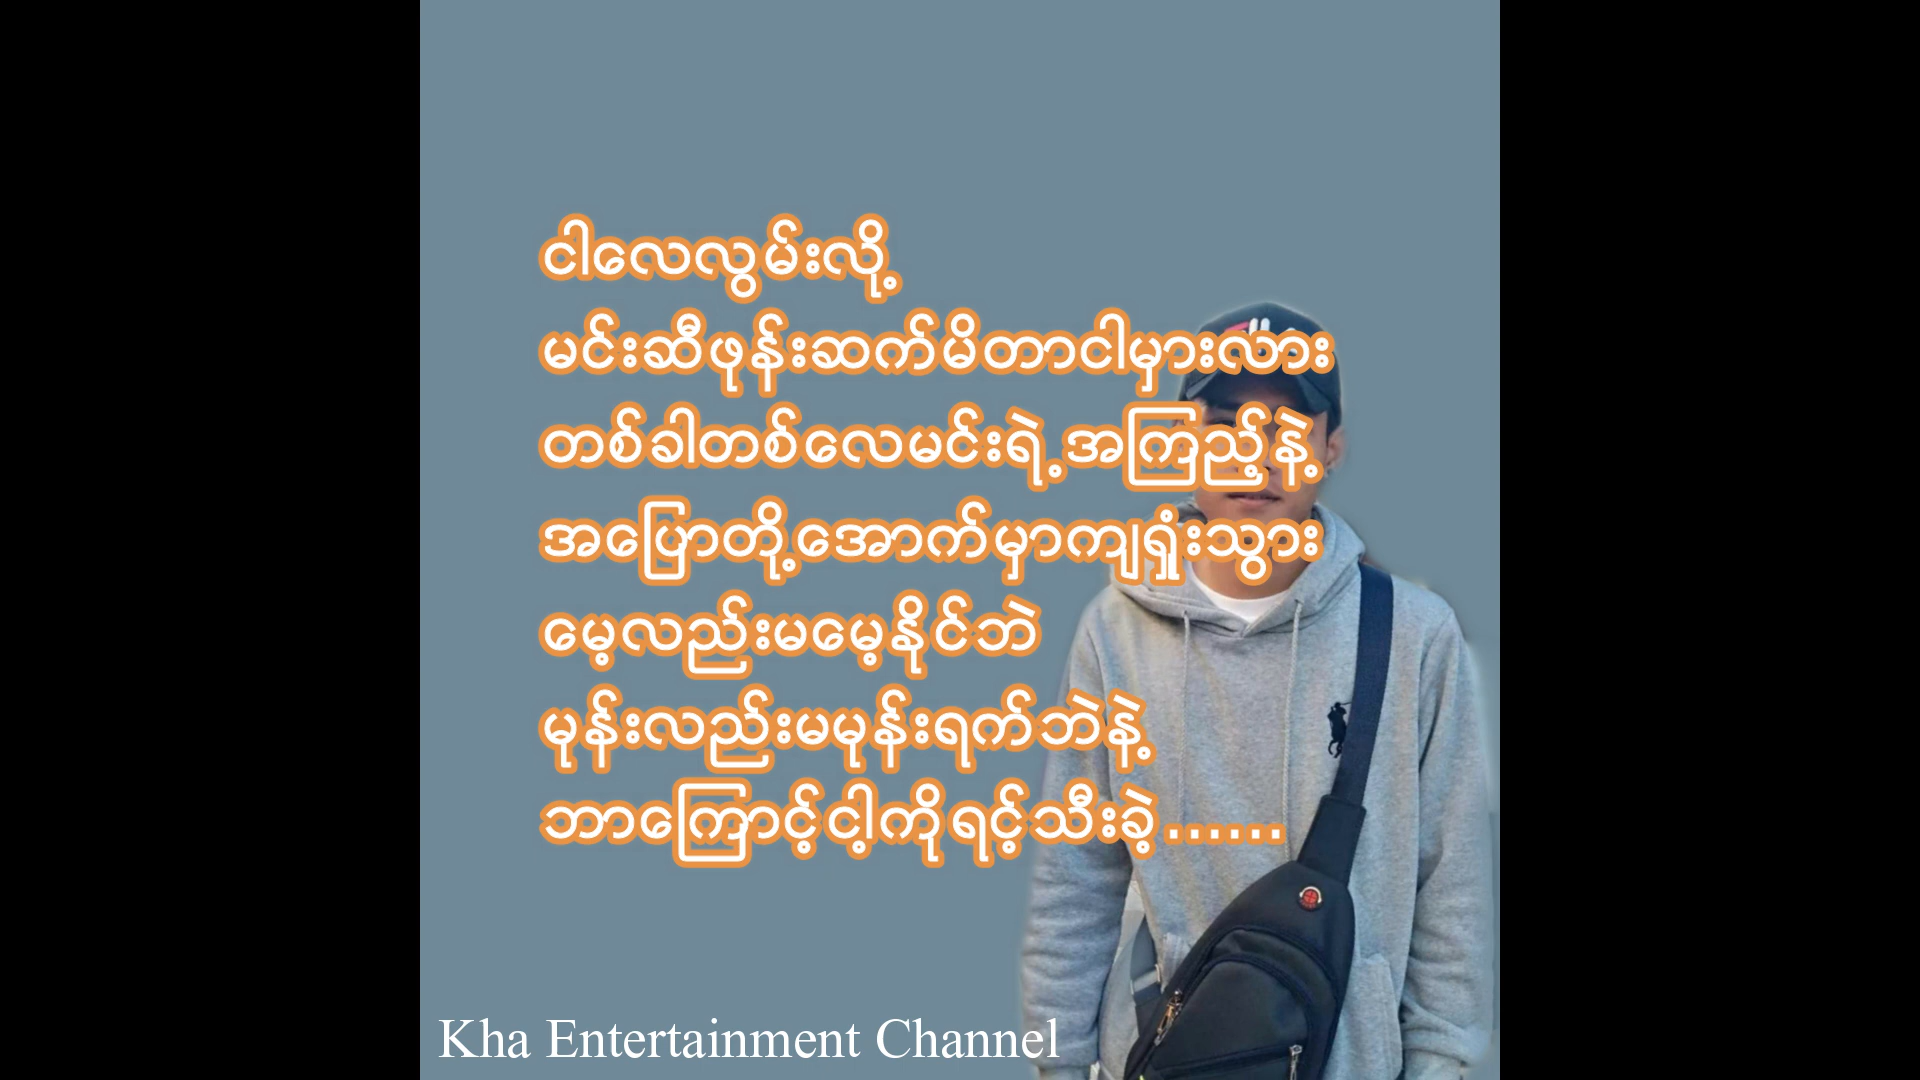 ငါလေလွမ်းလို့
မင်းဆီဖုန်းဆက်မိတာငါမှားလား
တစ်ခါတစ်လေမင်းရဲ့အကြည့်နဲ့
အပြောတို့အောက်မှာကျရှုံးသွား
မေ့လည်းမမေ့နိုင်ဘဲ
မုန်းလည်းမမုန်းရက်ဘဲနဲ့
ဘာကြောင့်ငါ့ကိုရင့်သီးခဲ့......
Kha Entertainment Channel